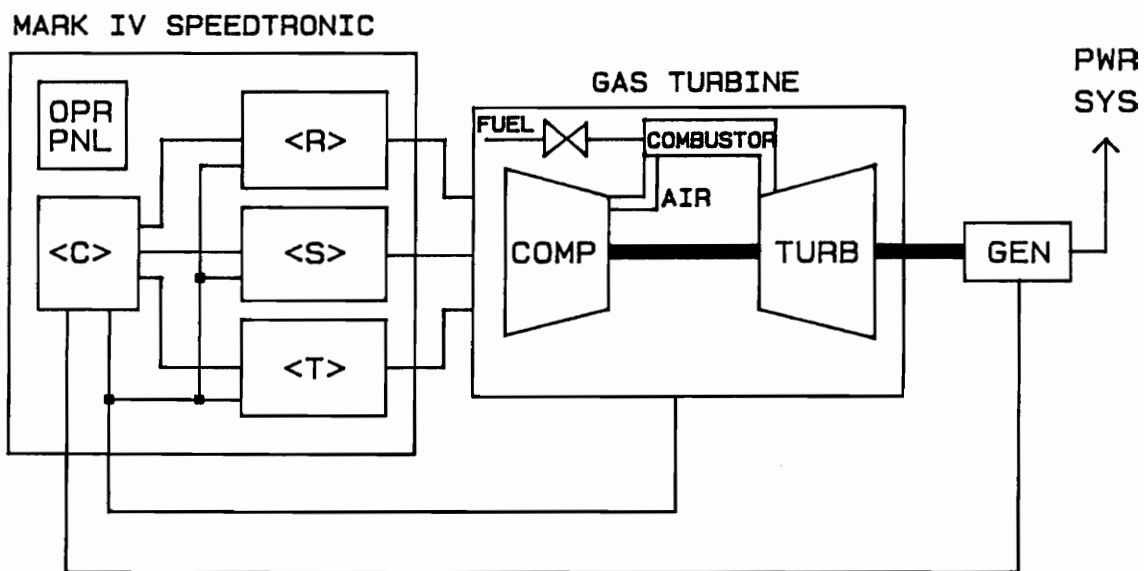 MARK IV SPEEDTRONIC
OPR
PNL
<C>
<R>
<S>
<T>
GAS TURBINE
FUEL
COMBUSTOR
AIR
COMP
TURB
GEN
PWR
SYS